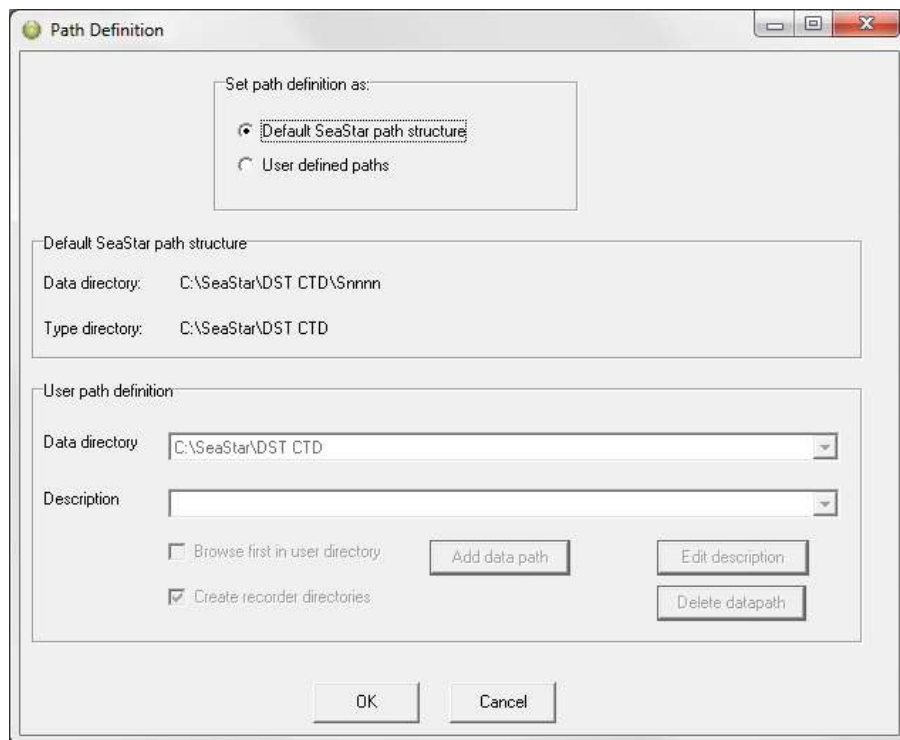 Path Definition
Set path definition as:
Default SeaStar path structure
User defined paths
Default SeaStar path structure
Data directory: C:\SeaStar\DST CTD\Snnnn
Type directory: C:\SeaStar\DST CTD
User path definition
Data directory C:\SeaStar\DST CTD
Description
Browse first in user directory Add data path Edit description
Create recorder directories Delete datapath
OK Cancel